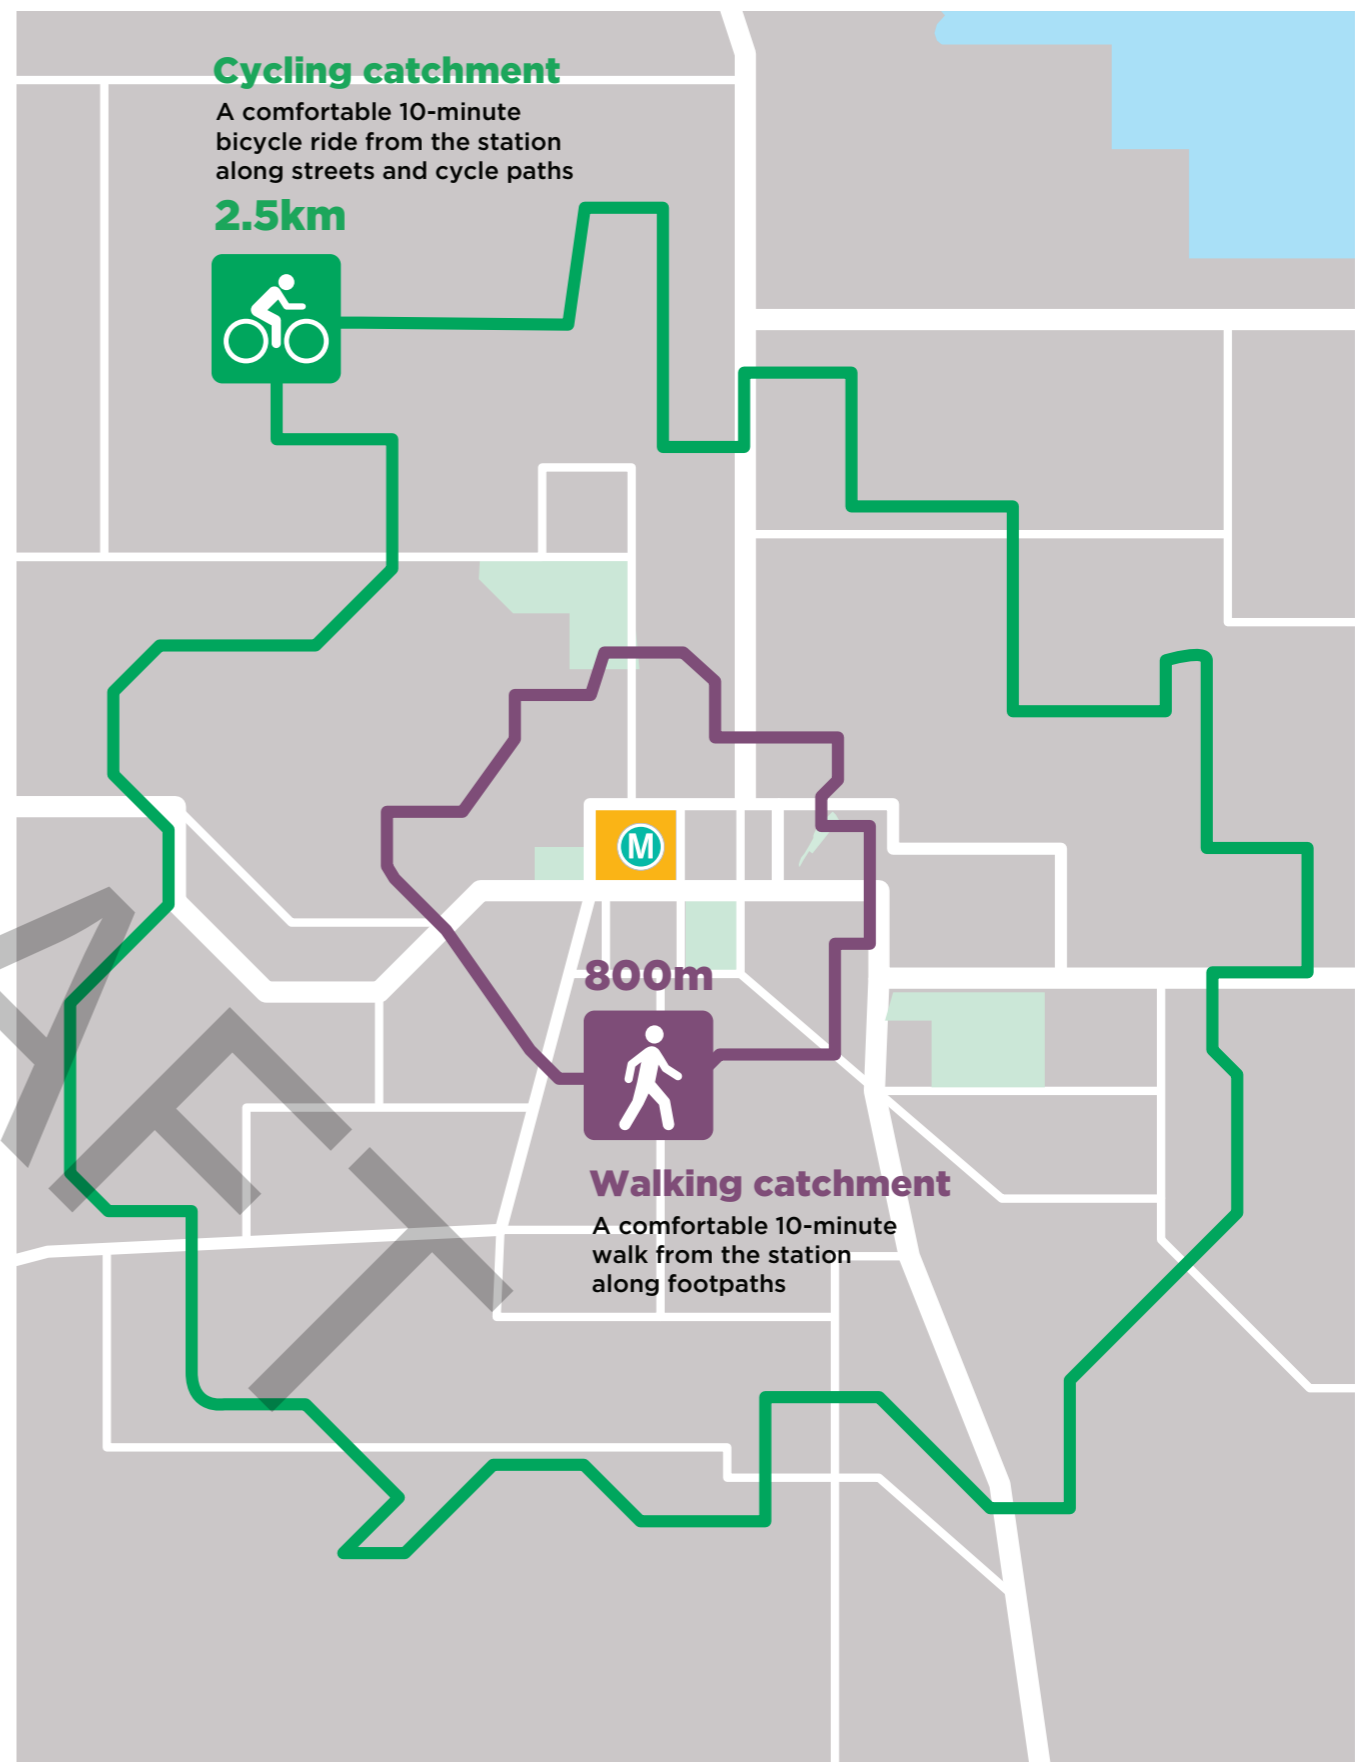 Cycling catchment
A comfortable 10-minute
bicycle ride from the station
along streets and cycle paths
2.5km
M
800m
Walking catchment
A comfortable 10-minute
walk from the station
along footpaths
AFT